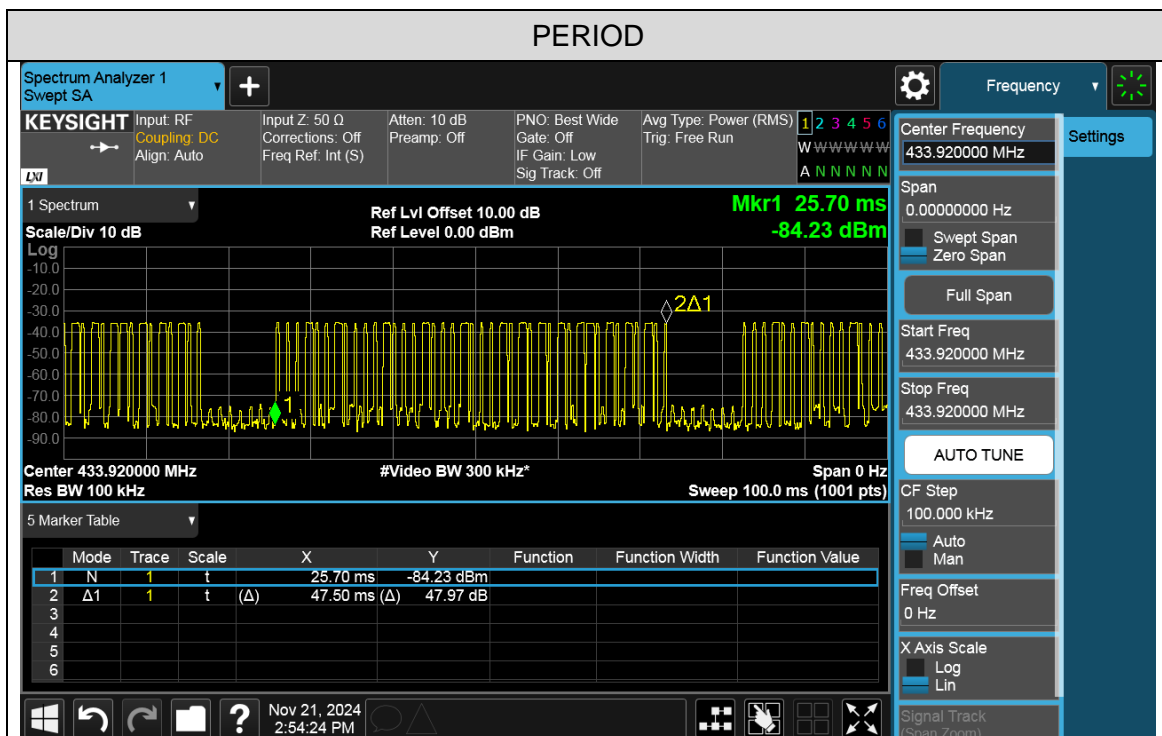 PERIOD
Spectrum Analyzer 1
Swept SA
+
Frequency
KEYSIGHT
Input: RF
Coupling: DC
Align: Auto
Input Z: 50 Ω
Corrections: Off
Freq Ref: Int (S)
Atten: 10 dB
Preamp: Off
PNO: Best Wide
Gate: Off
IF Gain: Low
Sig Track: Off
Avg Type: Power (RMS)
Trig: Free Run
1 2 3 4 5 6
W W W W W W
A N N N N N
LXI
Center Frequency
433.920000 MHz
Settings
Span
0.00000000 Hz
Swept Span
Zero Span
Full Span
Start Freq
433.920000 MHz
Stop Freq
433.920000 MHz
AUTO TUNE
CF Step
100.000 kHz
Auto
Man
Freq Offset
0 Hz
X Axis Scale
Log
Lin
Signal Track
(Span Zoom)
1 Spectrum
Scale/Div 10 dB
Ref Lvl Offset 10.00 dB
Ref Level 0.00 dBm
Mkr1 25.70 ms
-84.23 dBm
Log
-10.0
-20.0
-30.0
-40.0
-50.0
-60.0
-70.0
-80.0
-90.0
2Δ1
1
Center 433.920000 MHz
#Video BW 300 kHz*
Span 0 Hz
Res BW 100 kHz
Sweep 100.0 ms (1001 pts)
5 Marker Table
Mode Trace Scale X Y Function Function Width Function Value
1 N 1 t 25.70 ms -84.23 dBm
2 Δ1 1 t (Δ) 47.50 ms (Δ) 47.97 dB
3
4
5
6
?
Nov 21, 2024
2:54:24 PM